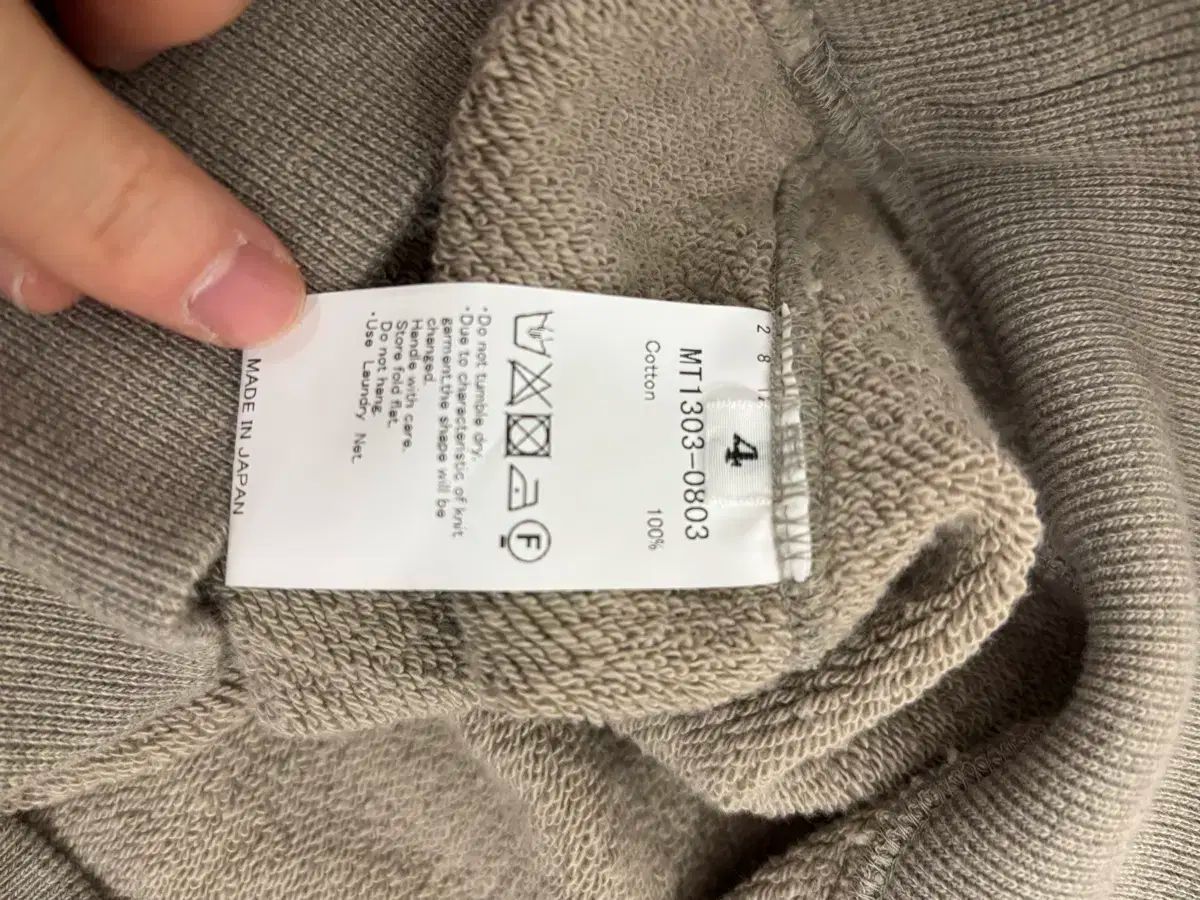 2 8 1
4
MT1303-0803
Cotton 100%
F
·Do not tumble dry.
·Due to characteristic of knit
garment,the shape will be
changed.
Handle with care.
Store fold flat.
Do not hang.
·Use Laundry Net.
MADE IN JAPAN